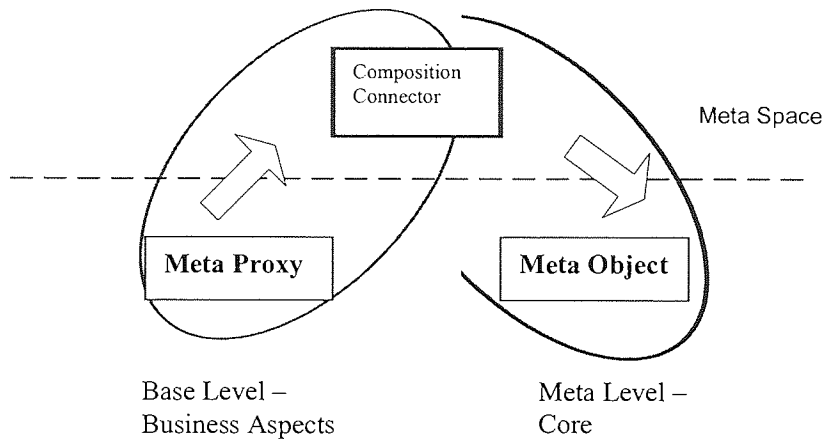 Composition
Connector
Meta Space
Meta Proxy
Meta Object
Base Level –
Business Aspects
Meta Level –
Core